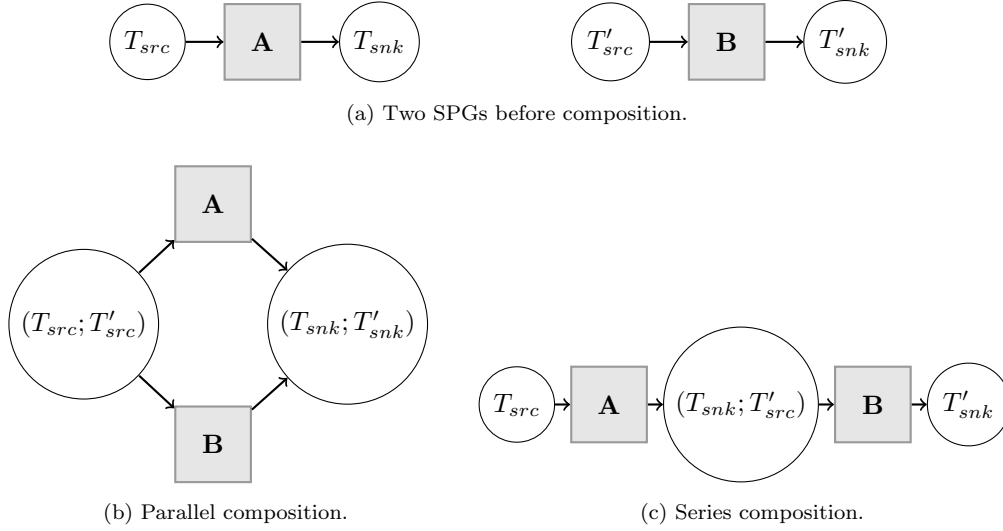 T_src A T_snk T'_src B T'_snk
(a) Two SPGs before composition.
A
(T_src; T'_src) (T_snk; T'_snk)
B
(b) Parallel composition.
T_src A (T_snk; T'_src) B T'_snk
(c) Series composition.